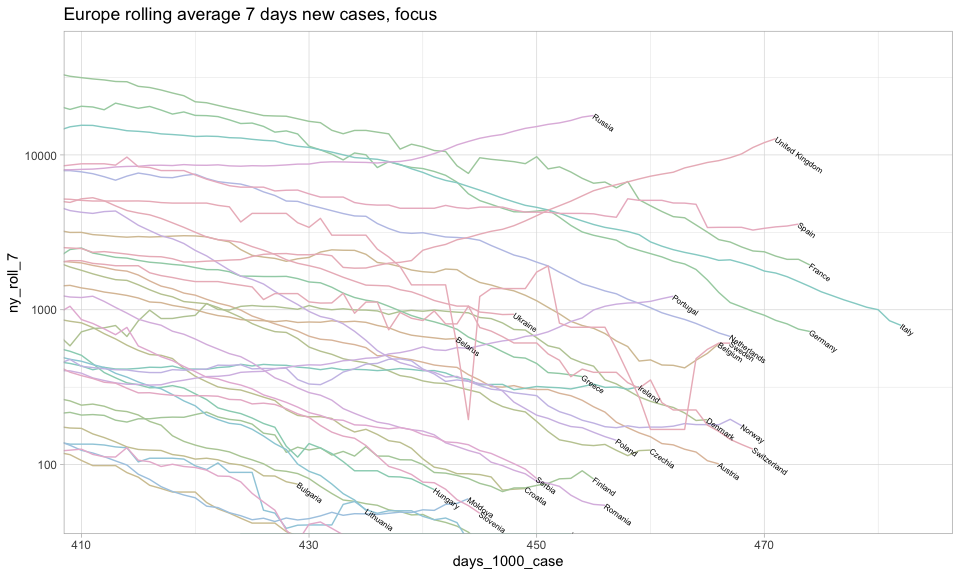 Europe rolling average 7 days new cases, focus
ny_roll_7
10000
1000
100
Russia
United Kingdom
Spain
France
Portugal
Italy
Ukraine
Germany
Netherlands
Sweden
Belgium
Belarus
Greece
Ireland
Denmark
Norway
Poland
Czechia
Switzerland
Austria
Serbia
Finland
Bulgaria
Hungary
Croatia
Moldova
Romania
Lithuania
Slovenia
410
430
450
470
days_1000_case